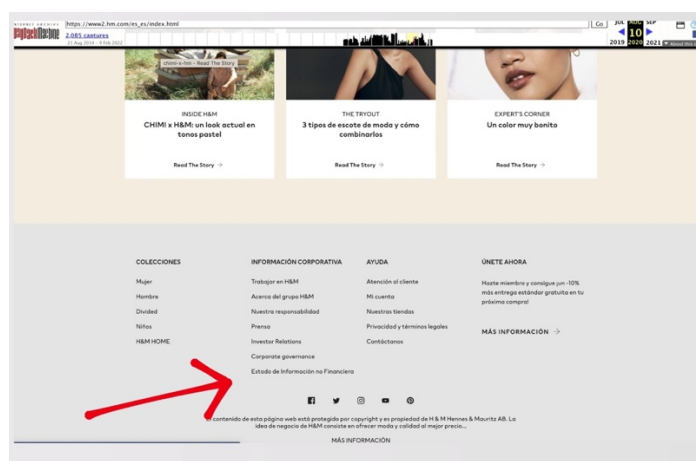 INTERNET ARCHIVE
WayBackMachine
https://www2.hm.com/es_es/index.html
Go
JUL AUG SEP
2,085 captures
10
2019 2020 2021
chimi-x-hm - Read The Story
INSIDE H&M
CHIMI x H&M: un look actual en
tonos pastel
Read The Story →
THE TRYOUT
3 tipos de escote de moda y cómo
combinarlos
Read The Story →
EXPERT'S CORNER
Un color muy bonito
Read The Story →
COLECCIONES
Mujer
Hombre
Divided
Niños
H&M HOME
INFORMACIÓN CORPORATIVA
Trabajar en H&M
Acerca del grupo H&M
Nuestra responsabilidad
Prensa
Investor Relations
Corporate governance
Estado de Información no Financiera
AYUDA
Atención al cliente
Mi cuenta
Nuestras tiendas
Privacidad y términos legales
Contáctanos
ÚNETE AHORA
Hazte miembro y consigue ¡un -10%
más entrega estándar gratuita en tu
próxima compra!
MÁS INFORMACIÓN →
El contenido de esta página web está protegido por copyright y es propiedad de H & M Hennes & Mauritz AB. La
idea de negocio de H&M consiste en ofrecer moda y calidad al mejor precio...
MÁS INFORMACIÓN